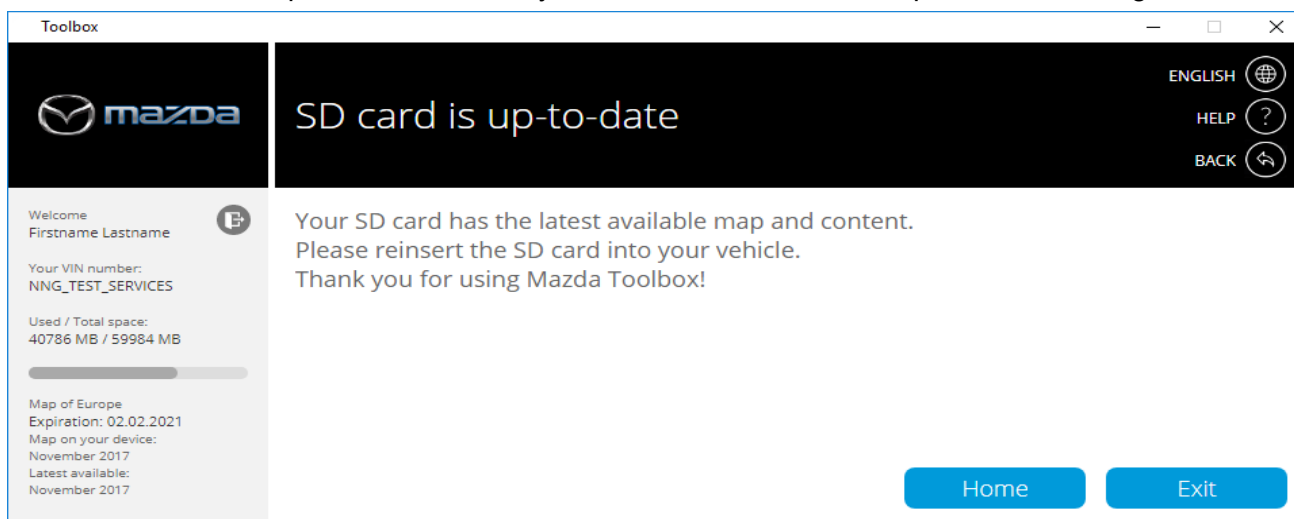 Toolbox
mazda
SD card is up-to-date
ENGLISH
HELP
?
BACK
Welcome
Firstname Lastname
Your VIN number:
NNG_TEST_SERVICES
Used / Total space:
40786 MB / 59984 MB
Map of Europe
Expiration: 02.02.2021
Map on your device:
November 2017
Latest available:
November 2017
Your SD card has the latest available map and content.
Please reinsert the SD card into your vehicle.
Thank you for using Mazda Toolbox!
Home
Exit